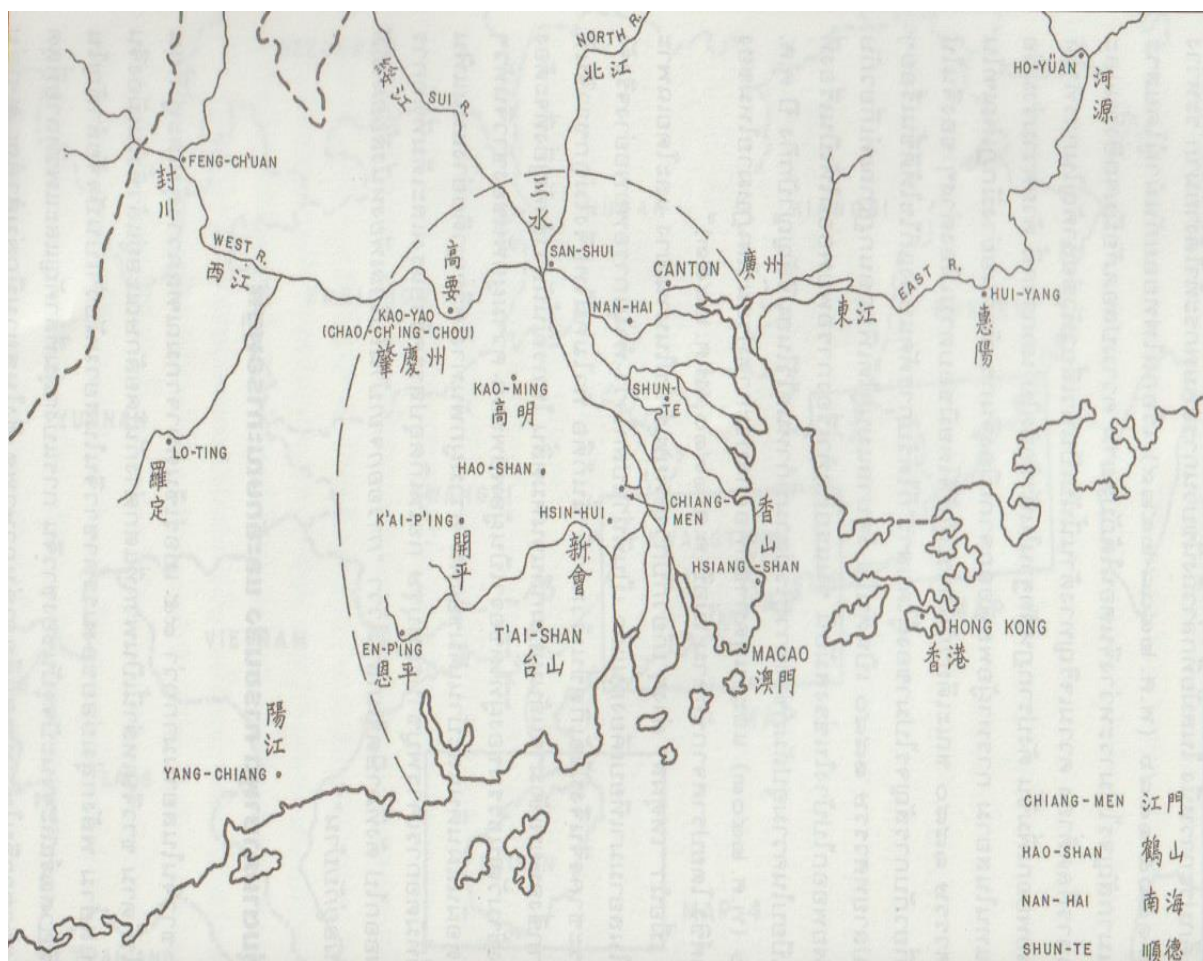 NORTH R.
北江
綏江
SUI R.
HO-YÜAN
河源
FENG-CH'UAN
封川
三水
SAN-SHUI
WEST R.
西江
高要
KAO-YAO
(CHAO-CH'ING-CHOU)
肇慶州
CANTON
廣州
NAN-HAI
東江
EAST R.
HUI-YANG
惠陽
KAO-MING
高明
SHUN-
TE
LO-TING
羅定
HAO-SHAN
CHIANG-
MEN
香山
HSIANG-SHAN
K'AI-P'ING
開平
HSIN-HUI
新會
EN-P'ING
恩平
T'AI-SHAN
台山
MACAO
澳門
HONG KONG
香港
陽江
YANG-CHIANG
CHIANG-MEN 江門
HAO-SHAN 鶴山
NAN-HAI 南海
SHUN-TE 順德